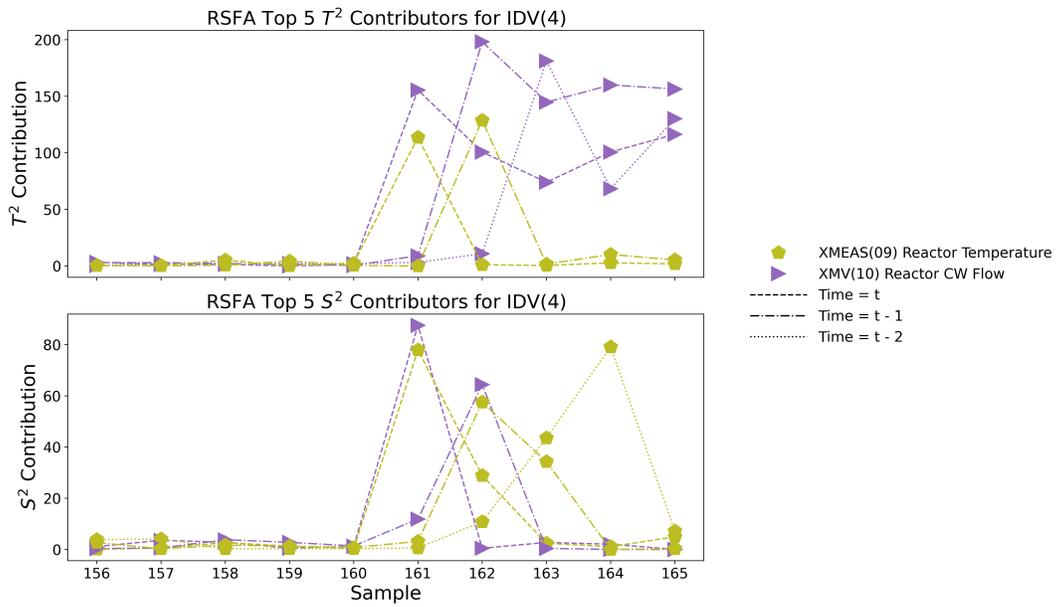 RSFA Top 5 T² Contributors for IDV(4)
200
150
100
50
0
T² Contribution
RSFA Top 5 S² Contributors for IDV(4)
80
60
40
20
0
S² Contribution
156 157 158 159 160 161 162 163 164 165
Sample
XMEAS(09) Reactor Temperature
XMV(10) Reactor CW Flow
Time = t
Time = t - 1
Time = t - 2